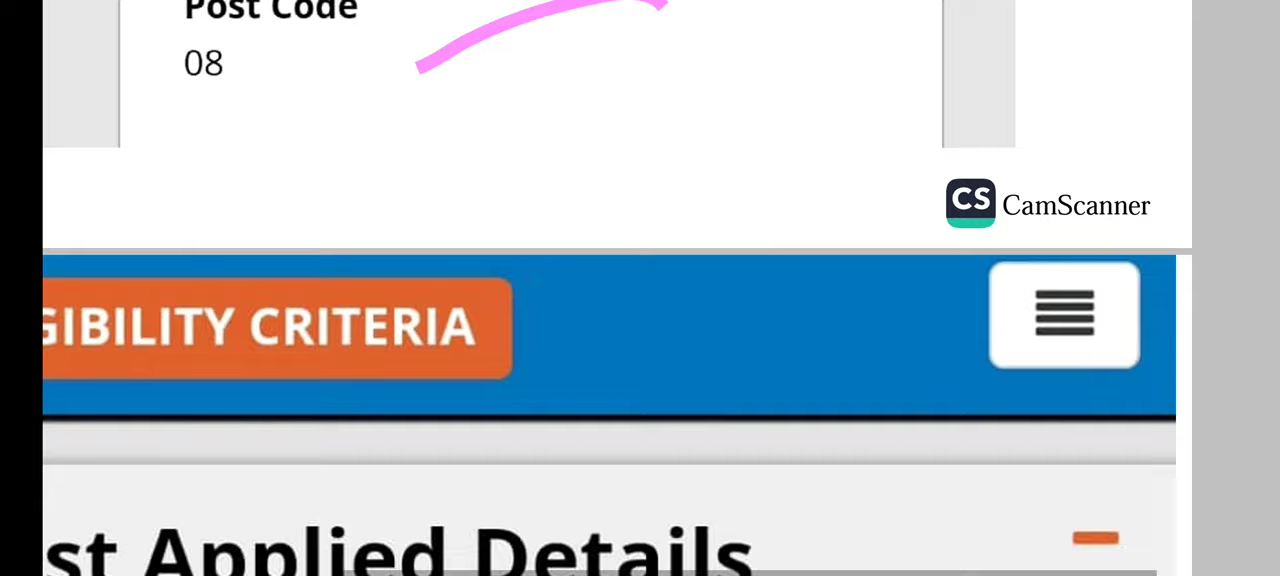 Post Code
08
CS CamScanner
GIBILITY CRITERIA
st Applied Details